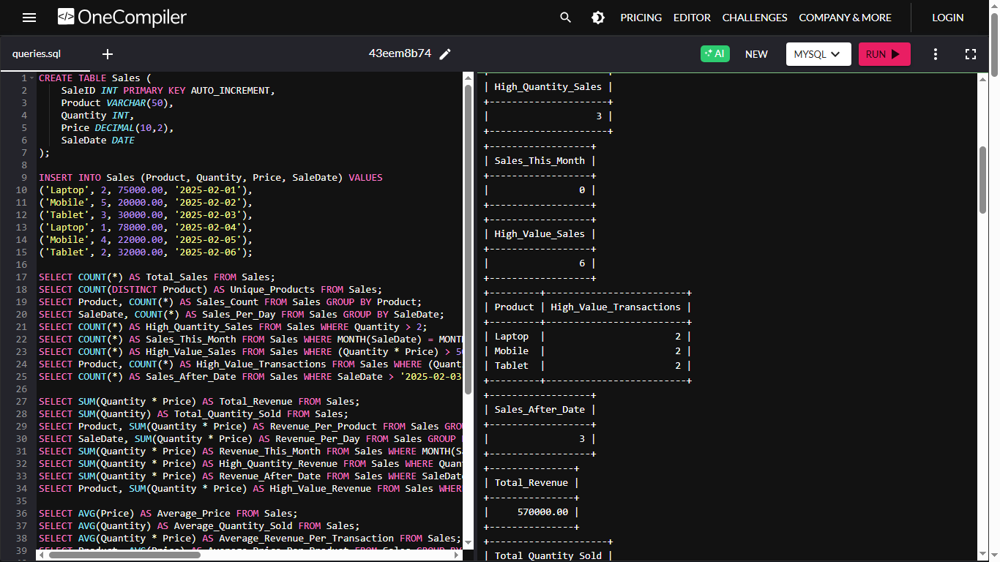 OneCompiler
PRICING EDITOR CHALLENGES COMPANY & MORE LOGIN
queries.sql + 43eem8b74 AI NEW MYSQL RUN
1 CREATE TABLE Sales (
2     SaleID INT PRIMARY KEY AUTO_INCREMENT,
3     Product VARCHAR(50),
4     Quantity INT,
5     Price DECIMAL(10,2),
6     SaleDate DATE
7 );
8
9 INSERT INTO Sales (Product, Quantity, Price, SaleDate) VALUES
10 ('Laptop', 2, 75000.00, '2025-02-01'),
11 ('Mobile', 5, 20000.00, '2025-02-02'),
12 ('Tablet', 3, 30000.00, '2025-02-03'),
13 ('Laptop', 1, 78000.00, '2025-02-04'),
14 ('Mobile', 4, 22000.00, '2025-02-05'),
15 ('Tablet', 2, 32000.00, '2025-02-06');
16
17 SELECT COUNT(*) AS Total_Sales FROM Sales;
18 SELECT COUNT(DISTINCT Product) AS Unique_Products FROM Sales;
19 SELECT Product, COUNT(*) AS Sales_Count FROM Sales GROUP BY Product;
20 SELECT SaleDate, COUNT(*) AS Sales_Per_Day FROM Sales GROUP BY SaleDate;
21 SELECT COUNT(*) AS High_Quantity_Sales FROM Sales WHERE Quantity > 2;
22 SELECT COUNT(*) AS Sales_This_Month FROM Sales WHERE MONTH(SaleDate) = MONT
23 SELECT COUNT(*) AS High_Value_Sales FROM Sales WHERE (Quantity * Price) > 5
24 SELECT Product, COUNT(*) AS High_Value_Transactions FROM Sales WHERE (Quant
25 SELECT COUNT(*) AS Sales_After_Date FROM Sales WHERE SaleDate > '2025-02-03
26
27 SELECT SUM(Quantity * Price) AS Total_Revenue FROM Sales;
28 SELECT SUM(Quantity) AS Total_Quantity_Sold FROM Sales;
29 SELECT Product, SUM(Quantity * Price) AS Revenue_Per_Product FROM Sales GRO
30 SELECT SaleDate, SUM(Quantity * Price) AS Revenue_Per_Day FROM Sales GROUP
31 SELECT SUM(Quantity * Price) AS Revenue_This_Month FROM Sales WHERE MONTH(S
32 SELECT SUM(Quantity * Price) AS High_Quantity_Revenue FROM Sales WHERE Quan
33 SELECT SUM(Quantity * Price) AS Revenue_After_Date FROM Sales WHERE SaleDat
34 SELECT Product, SUM(Quantity * Price) AS High_Value_Revenue FROM Sales WHER
35
36 SELECT AVG(Price) AS Average_Price FROM Sales;
37 SELECT AVG(Quantity) AS Average_Quantity_Sold FROM Sales;
38 SELECT AVG(Quantity * Price) AS Average_Revenue_Per_Transaction FROM Sales;
39 SELECT Product, AVG(Price) AS Average_Price_Per_Product FROM Sales GROUP BY
| High_Quantity_Sales |
+---------------------+
|                   3 |
+---------------------+
+------------------+
| Sales_This_Month |
+------------------+
|                0 |
+------------------+
+------------------+
| High_Value_Sales |
+------------------+
|                6 |
+------------------+
+---------+-------------------------+
| Product | High_Value_Transactions |
+---------+-------------------------+
| Laptop  |                       2 |
| Mobile  |                       2 |
| Tablet  |                       2 |
+---------+-------------------------+
+------------------+
| Sales_After_Date |
+------------------+
|                3 |
+------------------+
+---------------+
| Total_Revenue |
+---------------+
|     570000.00 |
+---------------+
+---------------------+
| Total_Quantity_Sold |